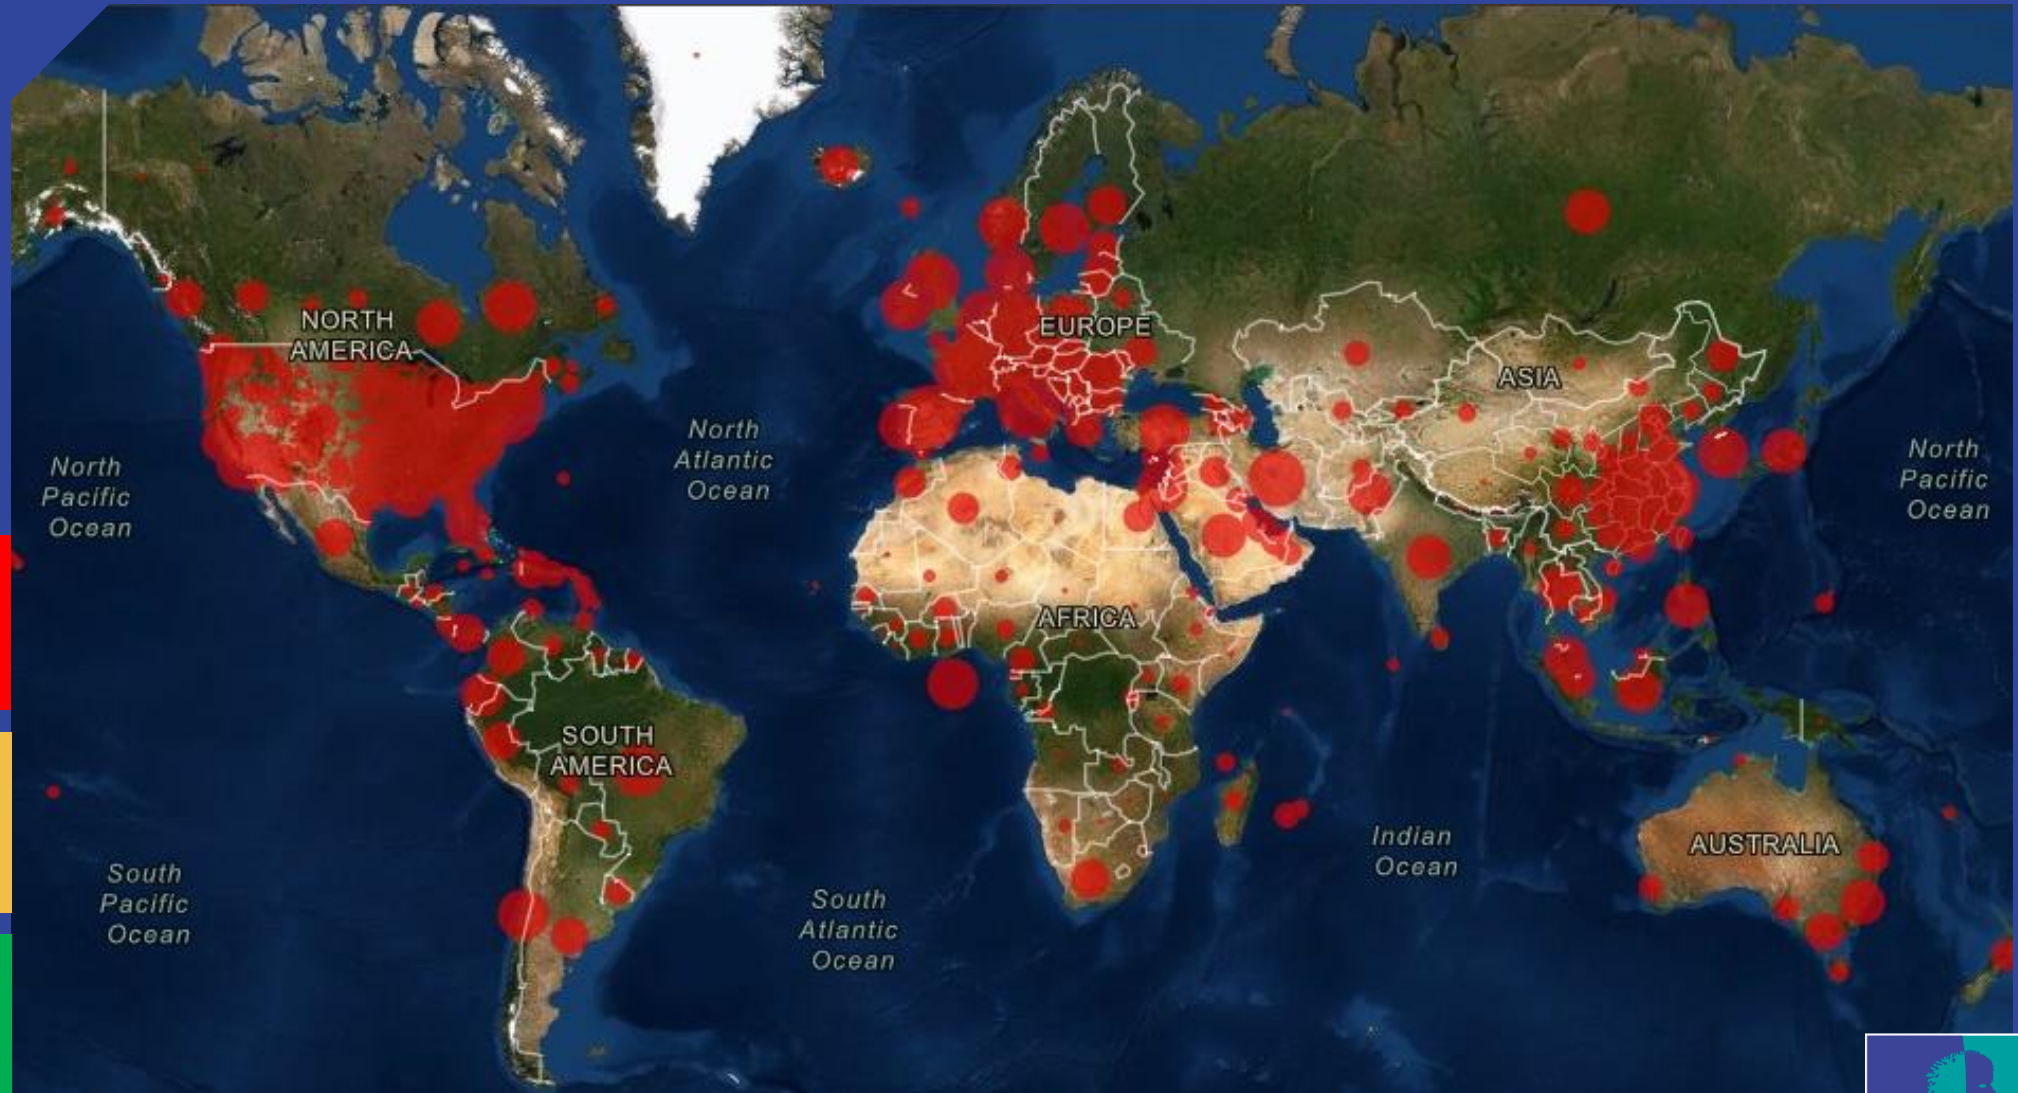 NORTH
AMERICA
EUROPE
ASIA
North
Atlantic
Ocean
North
Pacific
Ocean
North
Pacific
Ocean
AFRICA
SOUTH
AMERICA
Indian
Ocean
AUSTRALIA
South
Pacific
Ocean
South
Atlantic
Ocean